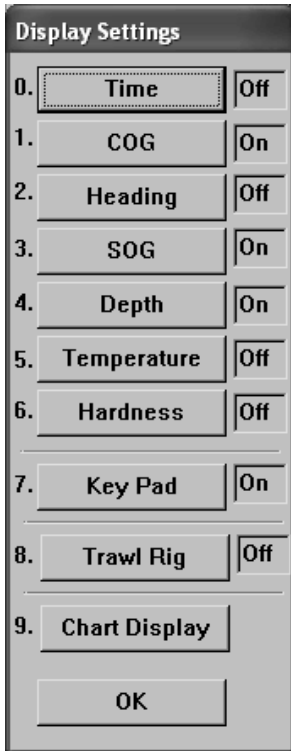 Display Settings
0. Time Off
1. COG On
2. Heading Off
3. SOG On
4. Depth On
5. Temperature Off
6. Hardness Off
7. Key Pad On
8. Trawl Rig Off
9. Chart Display
OK